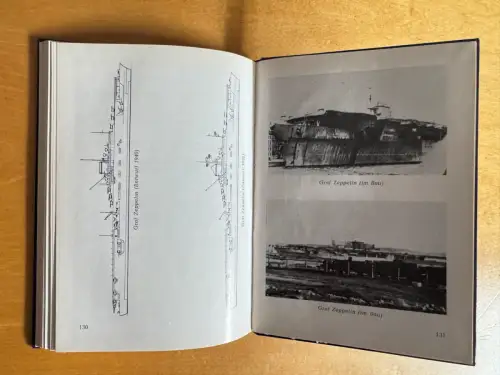 Graf Zeppelin (Entwurf 1940)
130
Graf Zeppelin (im Bau)
Graf Zeppelin (im Bau)
131